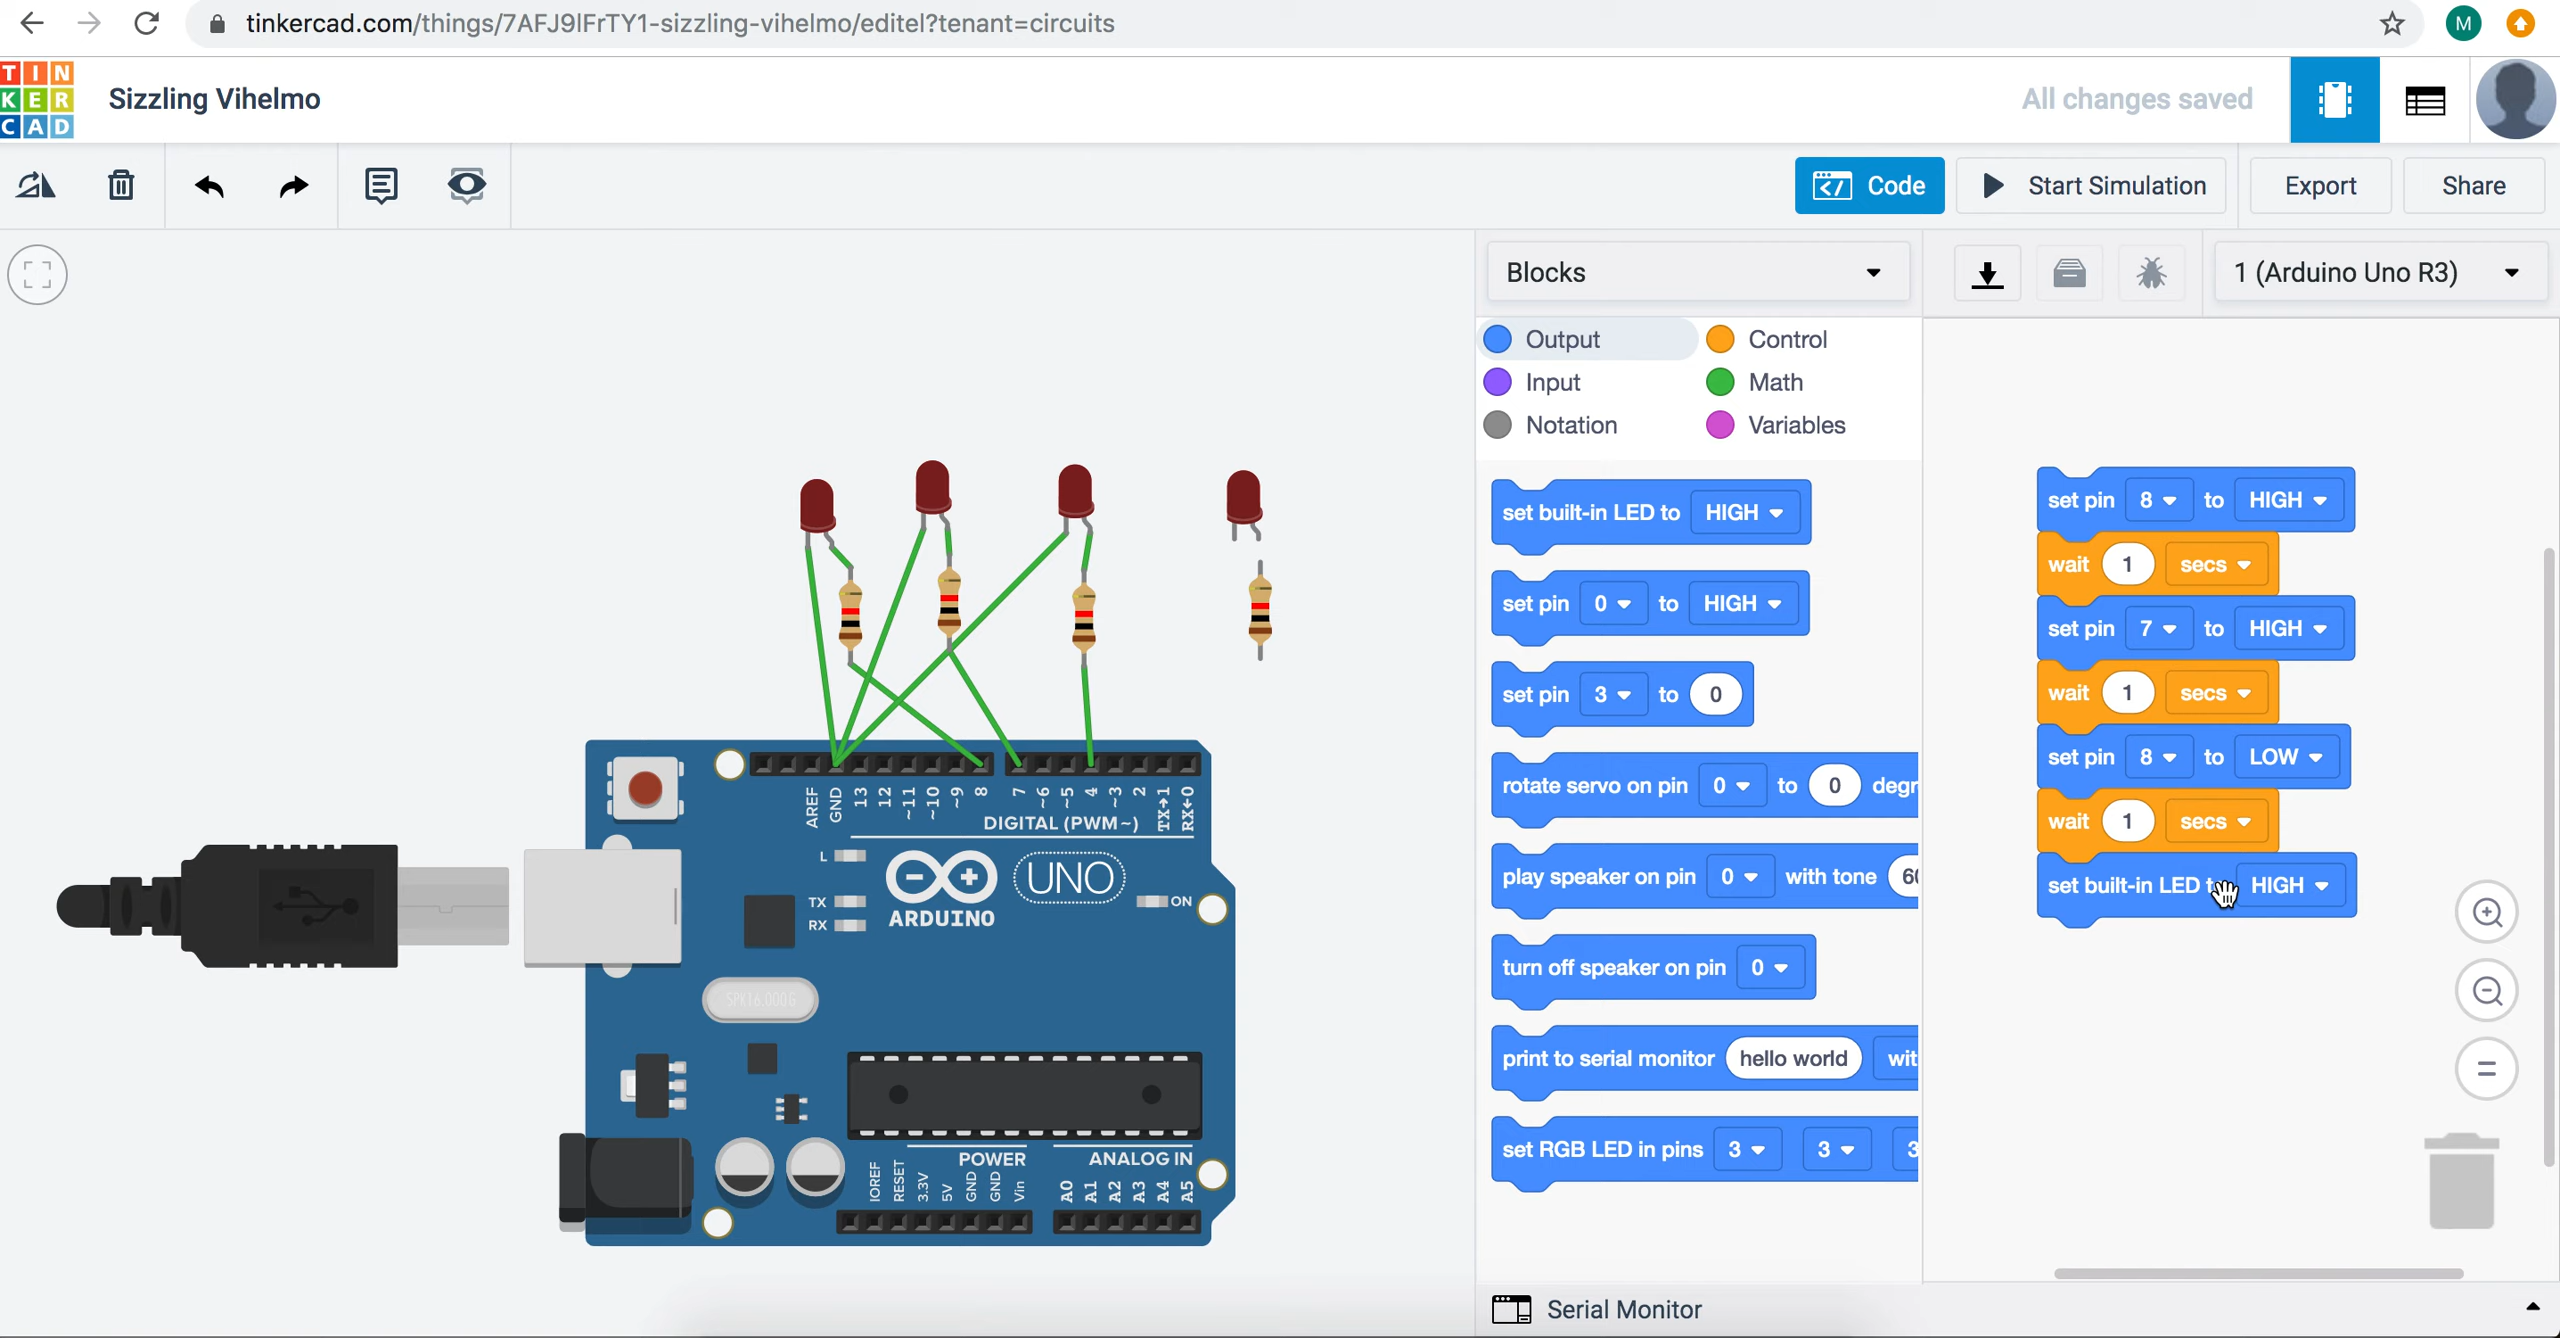 tinkercad.com/things/7AFJ9lFrTY1-sizzling-vihelmo/editel?tenant=circuits
M
TIN
KER
CAD
Sizzling Vihelmo
All changes saved
Code
Start Simulation
Export
Share
Blocks
1 (Arduino Uno R3)
Output
Control
Input
Math
Notation
Variables
set built-in LED to HIGH
set pin 0 to HIGH
set pin 3 to 0
rotate servo on pin 0 to 0 degr
play speaker on pin 0 with tone 60
turn off speaker on pin 0
print to serial monitor hello world wit
set RGB LED in pins 3 3 3
set pin 8 to HIGH
wait 1 secs
set pin 7 to HIGH
wait 1 secs
set pin 8 to LOW
wait 1 secs
set built-in LED t HIGH
AREF
GND
13
12
~11
~10
~9
8
7
~6
~5
4
~3
2
TX→1
RX←0
DIGITAL (PWM~)
L
TX
RX
UNO
ARDUINO
ON
SPK16.000G
POWER
ANALOG IN
IOREF
RESET
3.3V
5V
GND
GND
Vin
A0
A1
A2
A3
A4
A5
Serial Monitor